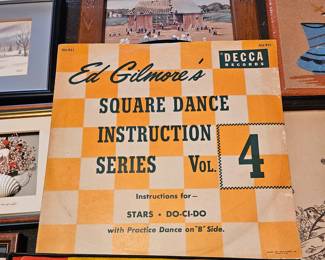 DECCA
RECORDS
Ed Gilmore's
SQUARE DANCE
INSTRUCTION
SERIES VOL. 4
Instructions for—
STARS • DO-CI-DO
with Practice Dance on "B" Side.